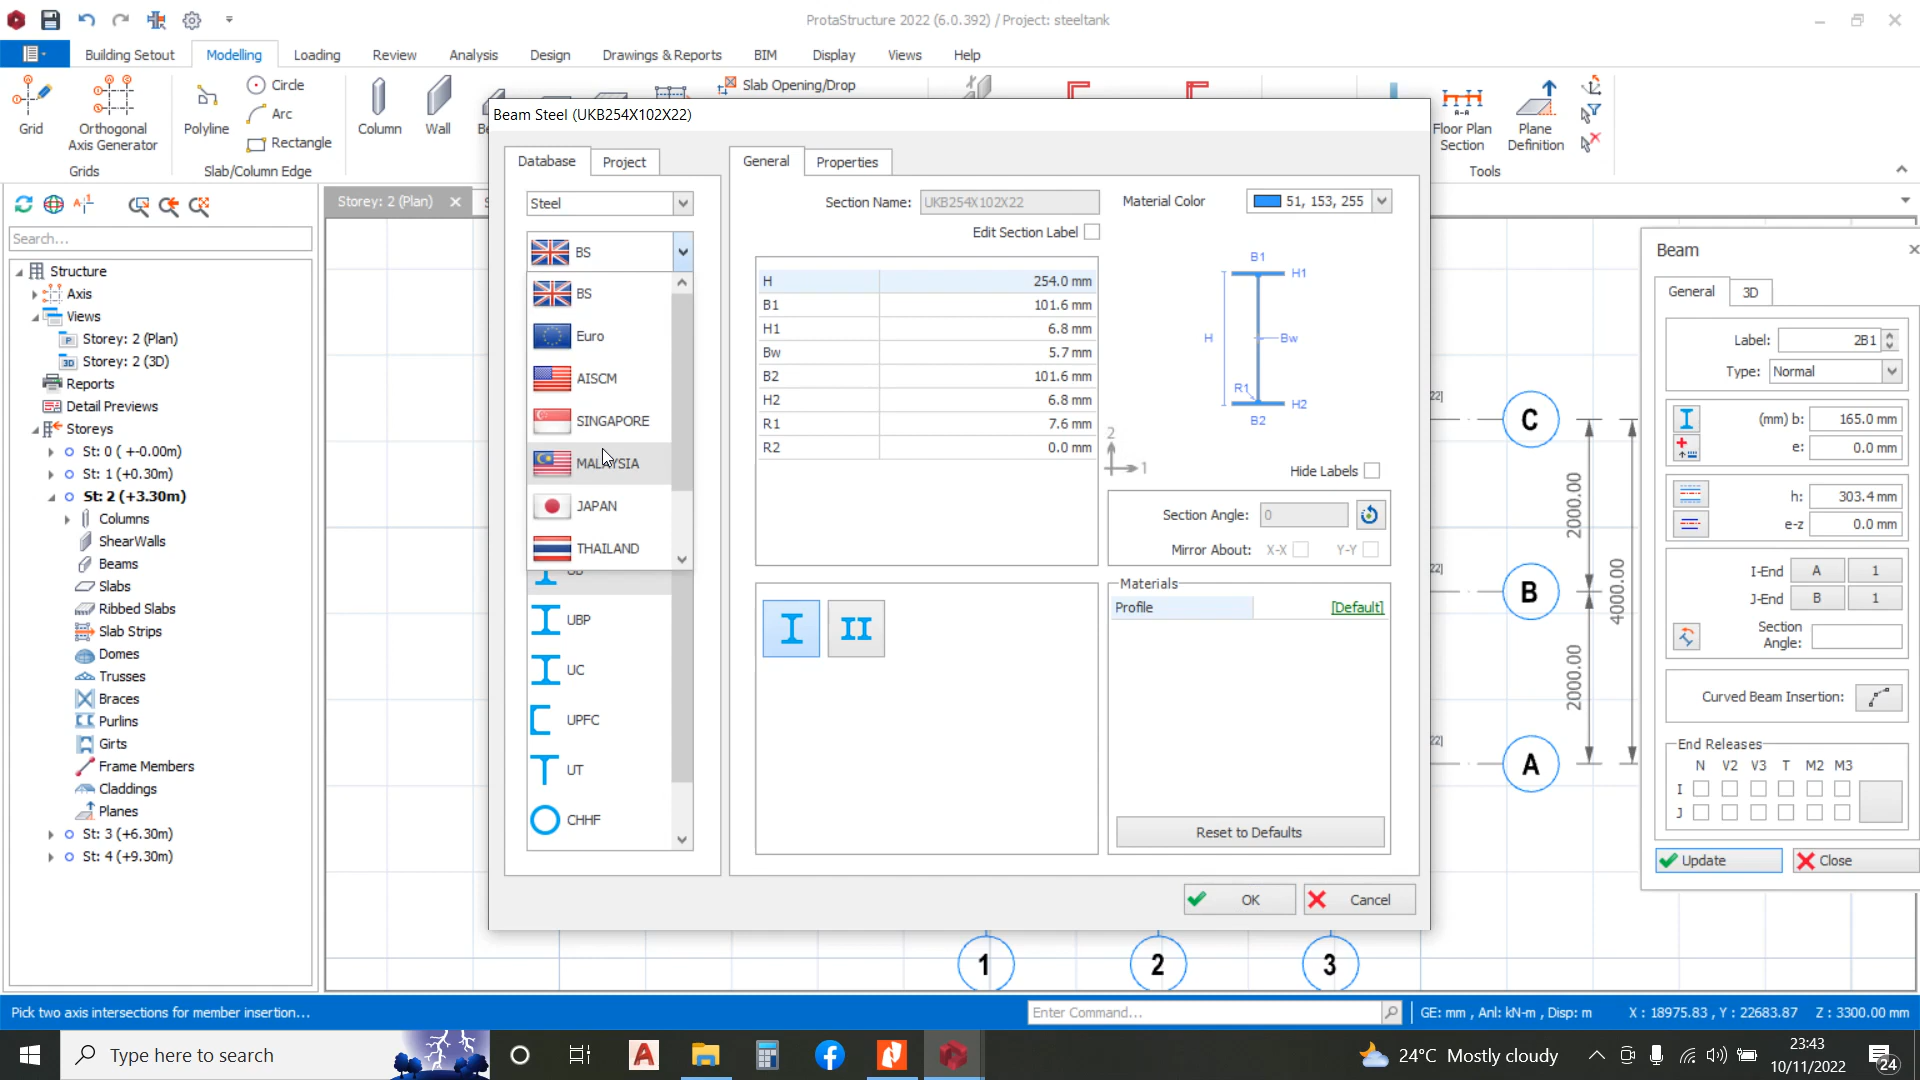 ProtaStructure 2022 (6.0.392) / Project: steeltank
Building Setout
Modelling
Loading
Review
Analysis
Design
Drawings & Reports
BIM
Display
Views
Help
Grid
Orthogonal
Axis Generator
Grids
Polyline
Circle
Arc
Rectangle
Slab/Column Edge
Column
Wall
Slab Opening/Drop
Floor Plan
Section
Plane
Definition
Tools
Search...
Structure
Axis
Views
Storey: 2 (Plan)
Storey: 2 (3D)
Reports
Detail Previews
Storeys
St: 0 ( +-0.00m)
St: 1 (+0.30m)
St: 2 (+3.30m)
Columns
ShearWalls
Beams
Slabs
Ribbed Slabs
Slab Strips
Domes
Trusses
Braces
Purlins
Girts
Frame Members
Claddings
Planes
St: 3 (+6.30m)
St: 4 (+9.30m)
Storey: 2 (Plan)
Beam Steel (UKB254X102X22)
Database
Project
Steel
BS
BS
Euro
AISCM
SINGAPORE
MALAYSIA
JAPAN
THAILAND
UBP
UC
UPFC
UT
CHHF
General
Properties
Section Name: UKB254X102X22
Edit Section Label
Material Color 51, 153, 255
H 254.0 mm
B1 101.6 mm
H1 6.8 mm
Bw 5.7 mm
B2 101.6 mm
H2 6.8 mm
R1 7.6 mm
R2 0.0 mm
B1
H1
H
Bw
R1
H2
B2
2
1
Hide Labels
Section Angle: 0
Mirror About: X-X Y-Y
Materials
Profile [Default]
Reset to Defaults
OK
Cancel
22]
22]
22]
C
B
A
2000.00
4000.00
2000.00
1
2
3
Beam
General
3D
Label: 2B1
Type: Normal
(mm) b: 165.0 mm
e: 0.0 mm
h: 303.4 mm
e-z 0.0 mm
I-End A 1
J-End B 1
Section
Angle:
Curved Beam Insertion:
End Releases
N V2 V3 T M2 M3
I
J
Update
Close
Pick two axis intersections for member insertion...
Enter Command...
GE: mm , Anl: kN-m , Disp: m
X : 18975.83 , Y : 22683.87
Z : 3300.00 mm
Type here to search
24°C Mostly cloudy
23:43
10/11/2022
24